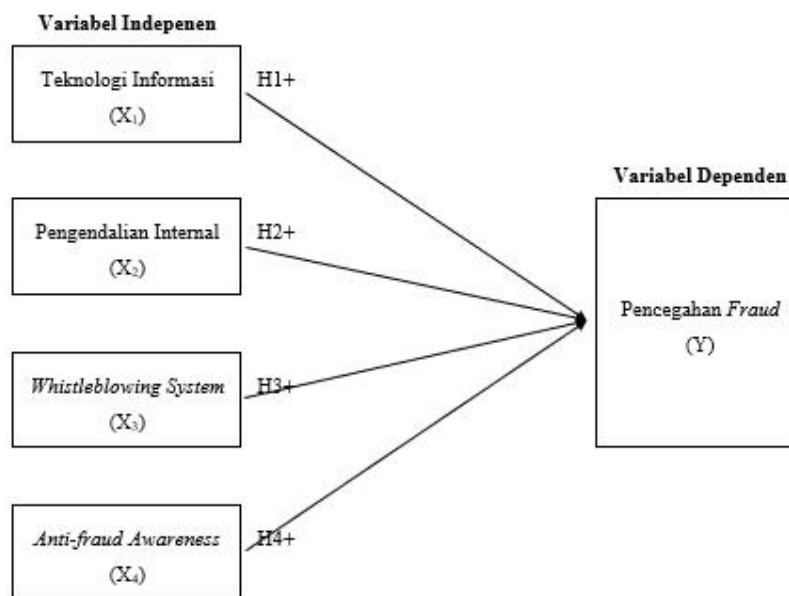 Variabel Indepenen
Teknologi Informasi
(X₁)
H1+
Pengendalian Internal
(X₂)
H2+
Whistleblowing System
(X₃)
H3+
Anti-fraud Awareness
(X₄)
H4+
Variabel Dependen
Pencegahan Fraud
(Y)